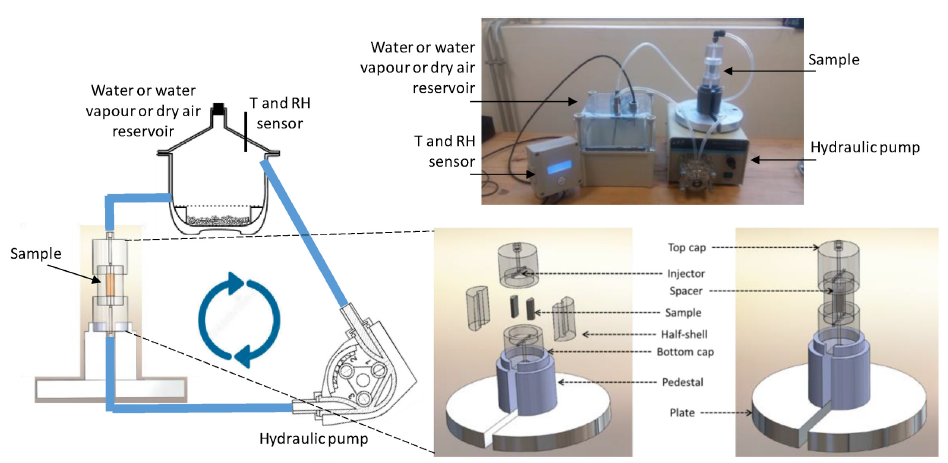 Water or water
vapour or dry air
reservoir
T and RH
sensor
Sample
Hydraulic pump
Water or water
vapour or dry air
reservoir
T and RH
sensor
Sample
Hydraulic pump
Top cap
Injector
Spacer
Sample
Half-shell
Bottom cap
Pedestal
Plate